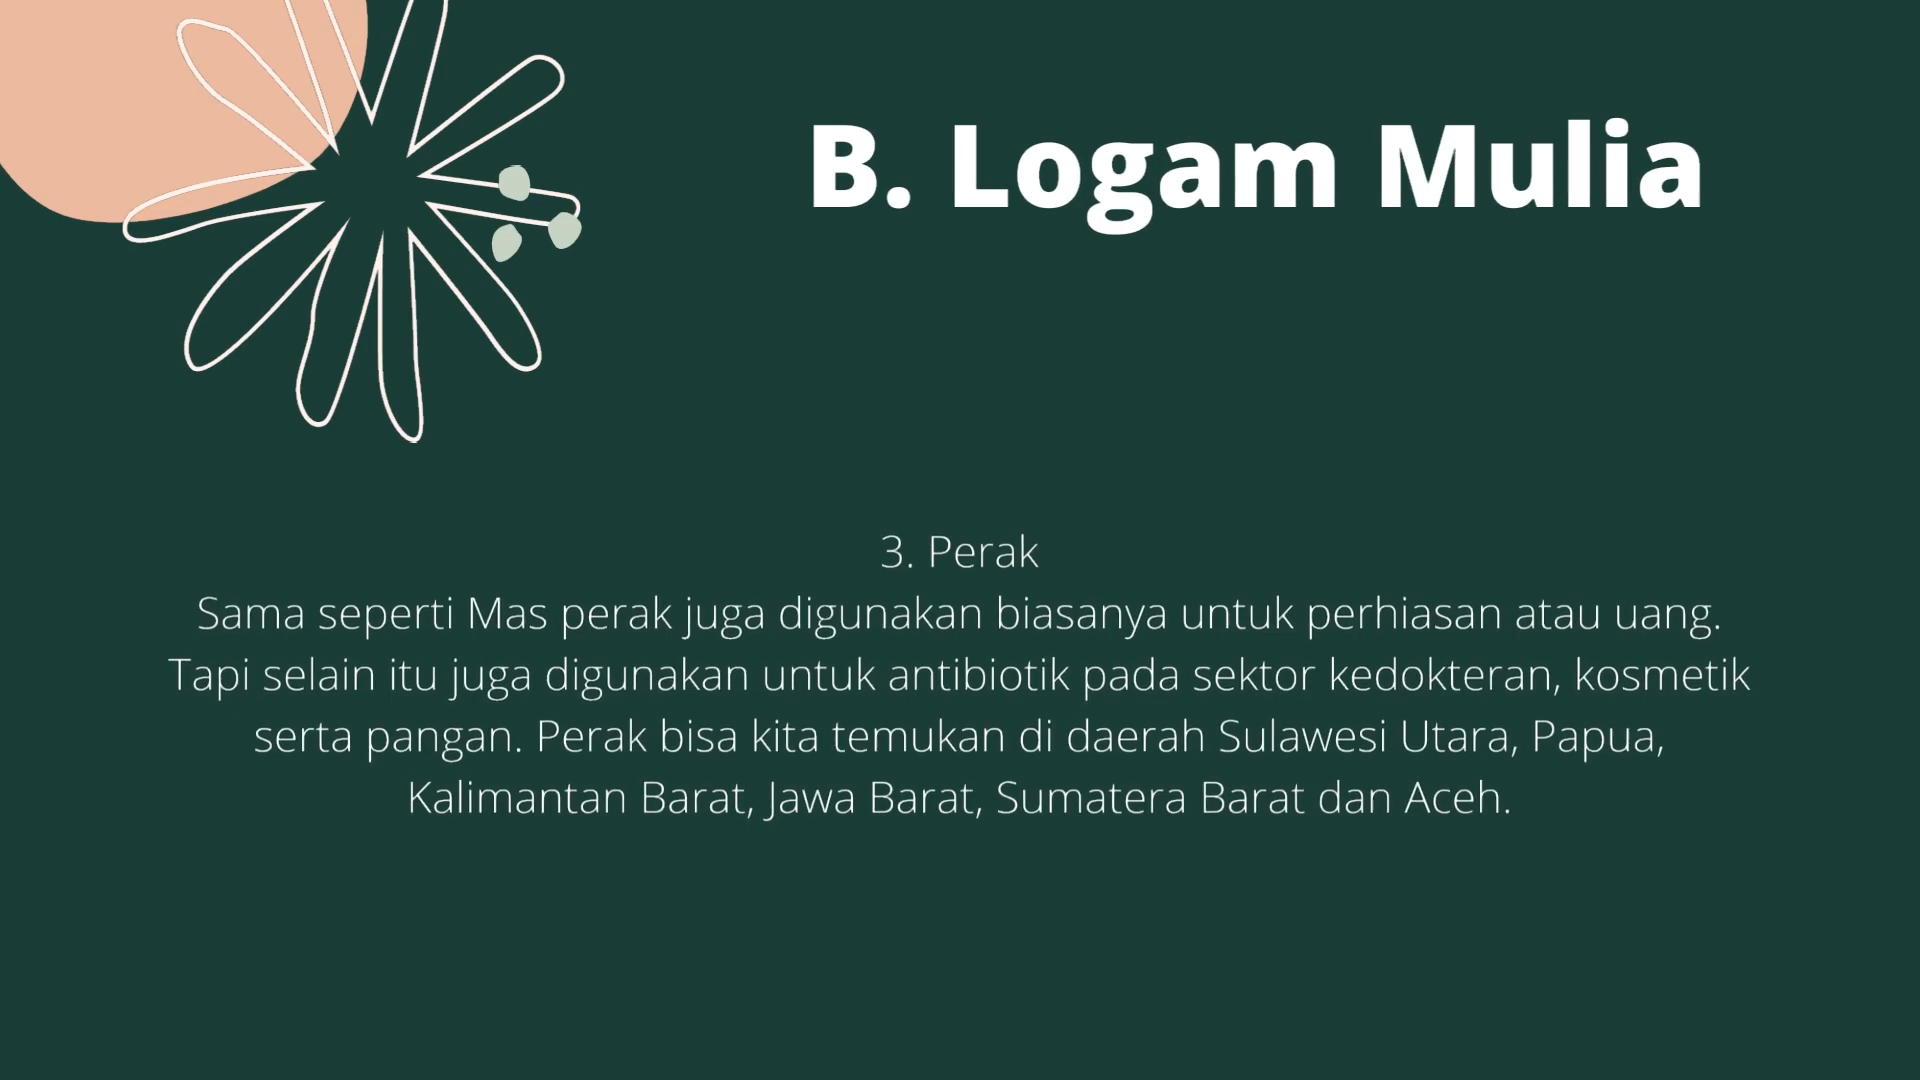 B. Logam Mulia
3. Perak
Sama seperti Mas perak juga digunakan biasanya untuk perhiasan atau uang.
Tapi selain itu juga digunakan untuk antibiotik pada sektor kedokteran, kosmetik
serta pangan. Perak bisa kita temukan di daerah Sulawesi Utara, Papua,
Kalimantan Barat, Jawa Barat, Sumatera Barat dan Aceh.